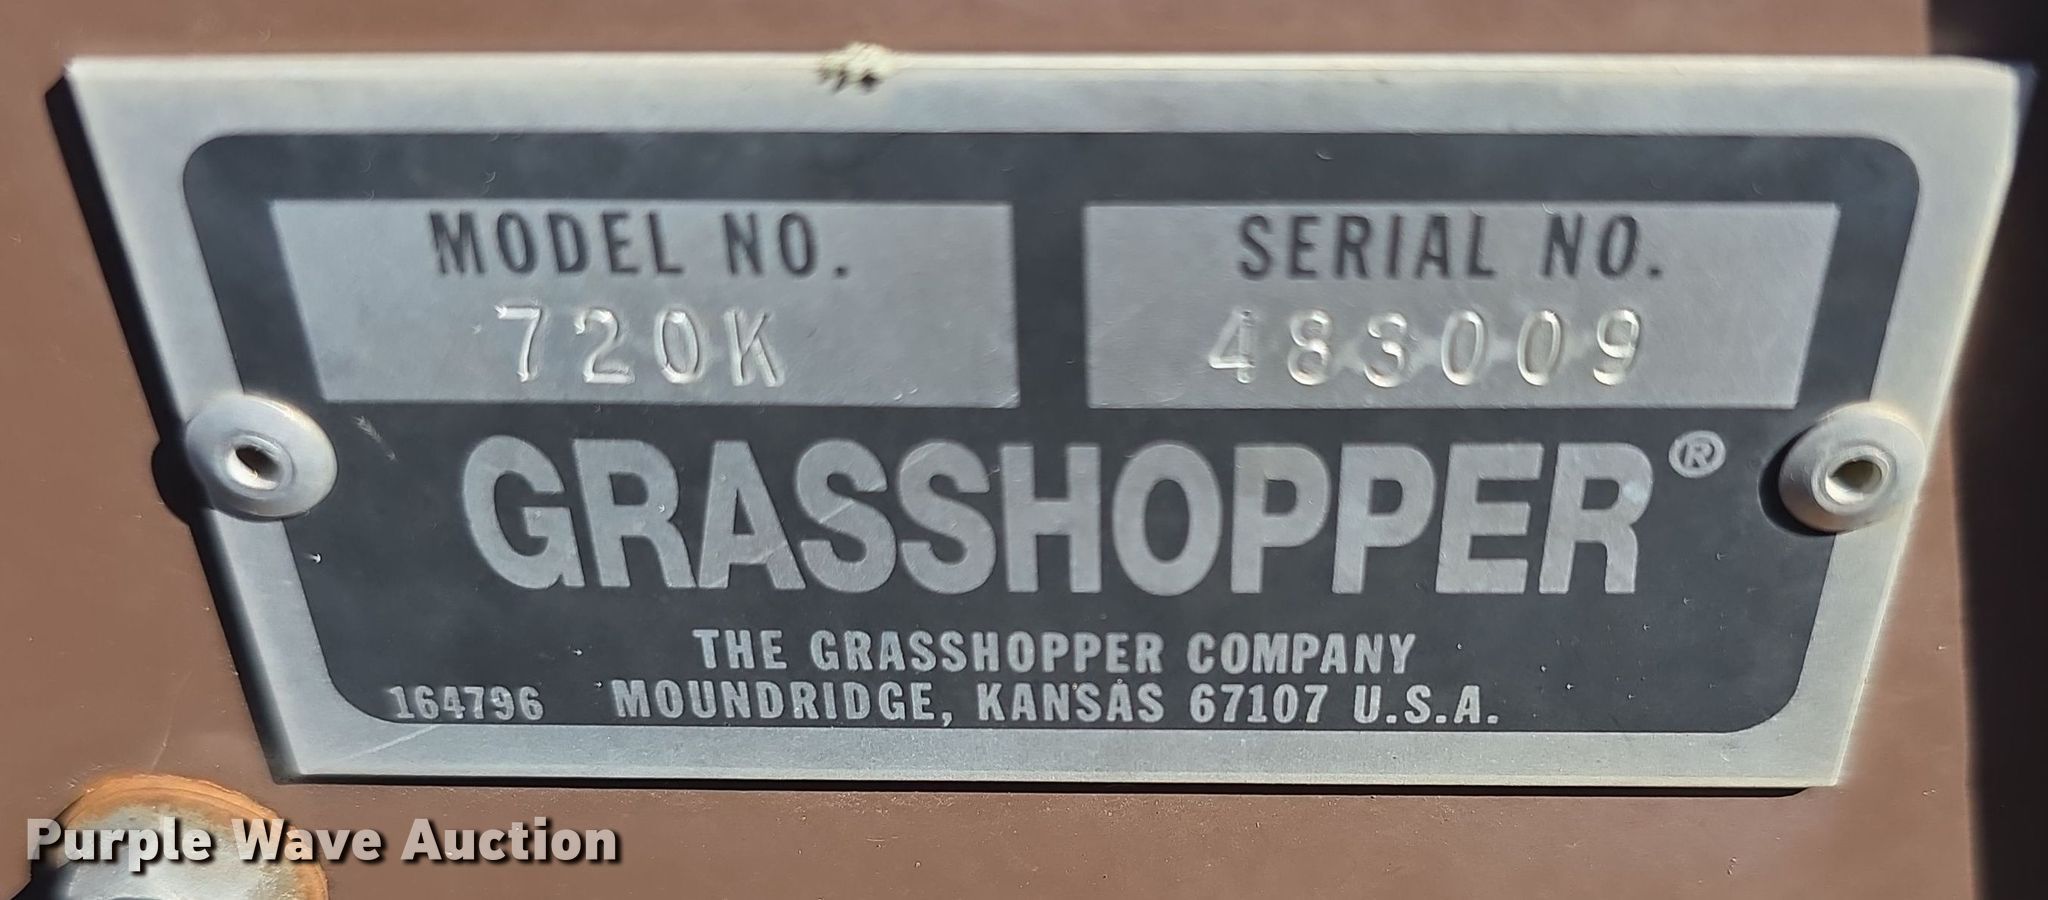 MODEL NO.
720K
SERIAL NO.
483009
GRASSHOPPER®
THE GRASSHOPPER COMPANY
164796 MOUNDRIDGE, KANSAS 67107 U.S.A.
Purple Wave Auction